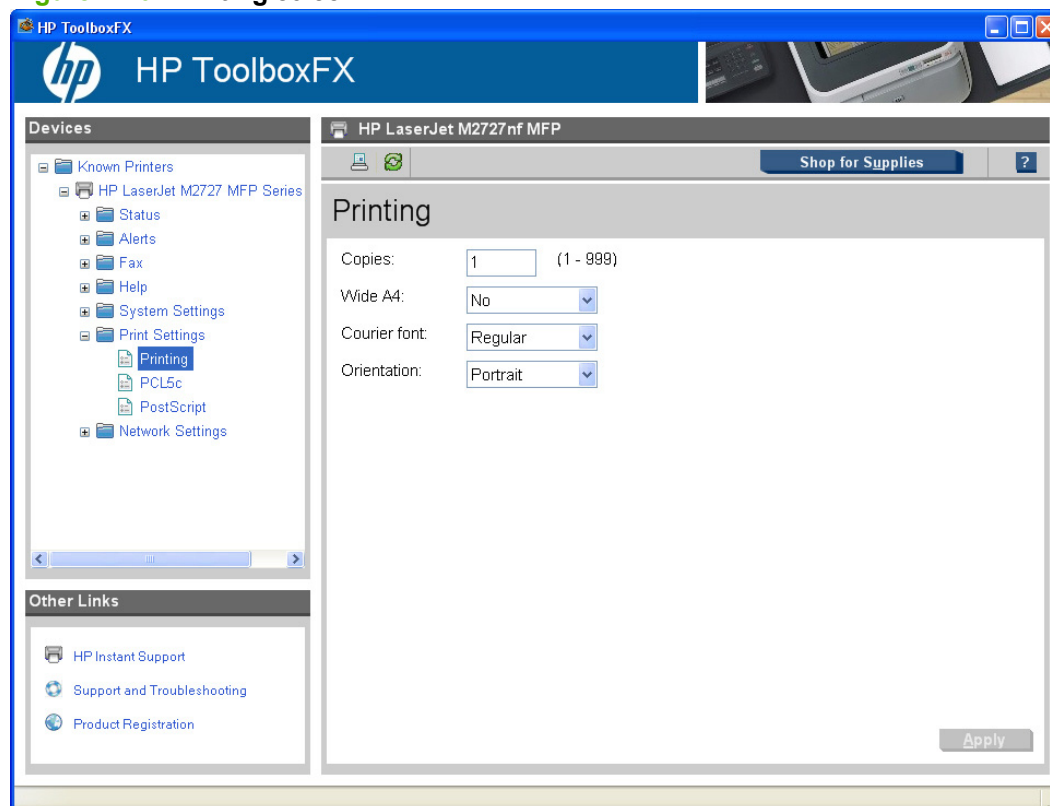 HP ToolboxFX
hp HP ToolboxFX
Devices
Known Printers
HP LaserJet M2727 MFP Series
Status
Alerts
Fax
Help
System Settings
Print Settings
Printing
PCL5c
PostScript
Network Settings
Other Links
HP Instant Support
Support and Troubleshooting
Product Registration
HP LaserJet M2727nf MFP
Shop for Supplies ?
Printing
Copies: 1 (1 - 999)
Wide A4: No
Courier font: Regular
Orientation: Portrait
Apply